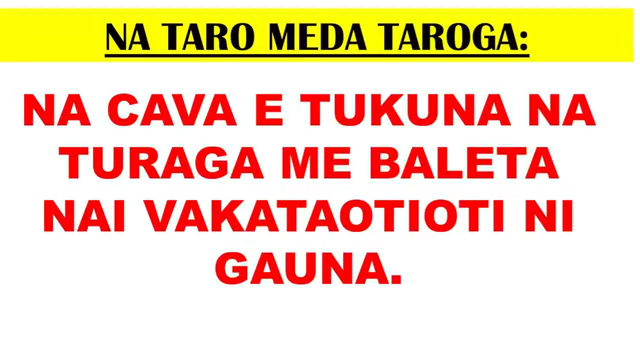 NA TARO MEDA TAROGA:
NA CAVA E TUKUNA NA
TURAGA ME BALETA
NAI VAKATAOTIOTI NI
GAUNA.